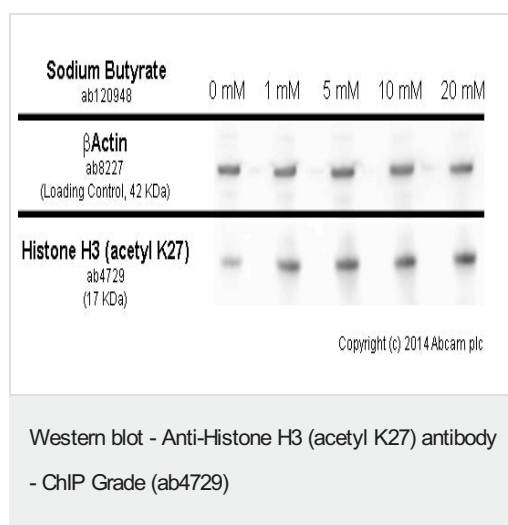 Sodium Butyrate
ab120948
0 mM 1 mM 5 mM 10 mM 20 mM
βActin
ab8227
(Loading Control, 42 KDa)
Histone H3 (acetyl K27)
ab4729
(17 KDa)
Copyright (c) 2014 Abcam plc
Western blot - Anti-Histone H3 (acetyl K27) antibody
- ChIP Grade (ab4729)